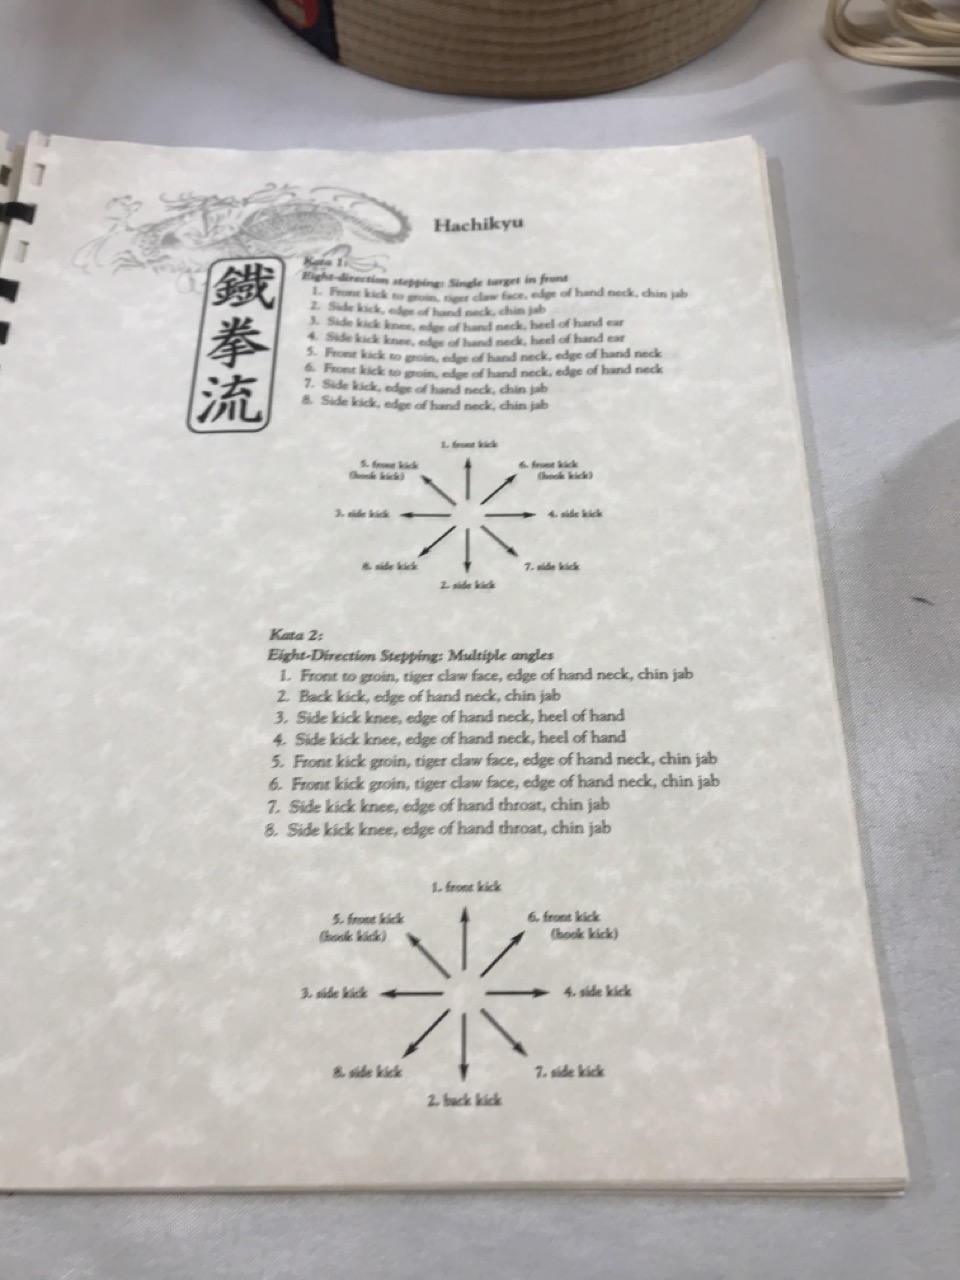 Hachikyu
鐵拳流
Kata 1:
Eight-direction stepping: Single target in front
1. Front kick to groin, tiger claw face, edge of hand neck, chin jab
2. Side kick, edge of hand neck, chin jab
3. Side kick knee, edge of hand neck, heel of hand ear
4. Side kick knee, edge of hand neck, heel of hand ear
5. Front kick to groin, edge of hand neck, edge of hand neck
6. Front kick to groin, edge of hand neck, edge of hand neck
7. Side kick, edge of hand neck, chin jab
8. Side kick, edge of hand neck, chin jab
1. front kick
5. front kick
(hook kick)
6. front kick
(hook kick)
3. side kick
4. side kick
8. side kick
7. side kick
2. side kick
Kata 2:
Eight-Direction Stepping: Multiple angles
1. Front to groin, tiger claw face, edge of hand neck, chin jab
2. Back kick, edge of hand neck, chin jab
3. Side kick knee, edge of hand neck, heel of hand
4. Side kick knee, edge of hand neck, heel of hand
5. Front kick groin, tiger claw face, edge of hand neck, chin jab
6. Front kick groin, tiger claw face, edge of hand neck, chin jab
7. Side kick knee, edge of hand throat, chin jab
8. Side kick knee, edge of hand throat, chin jab
1. front kick
5. front kick
(hook kick)
6. front kick
(hook kick)
3. side kick
4. side kick
8. side kick
7. side kick
2. back kick